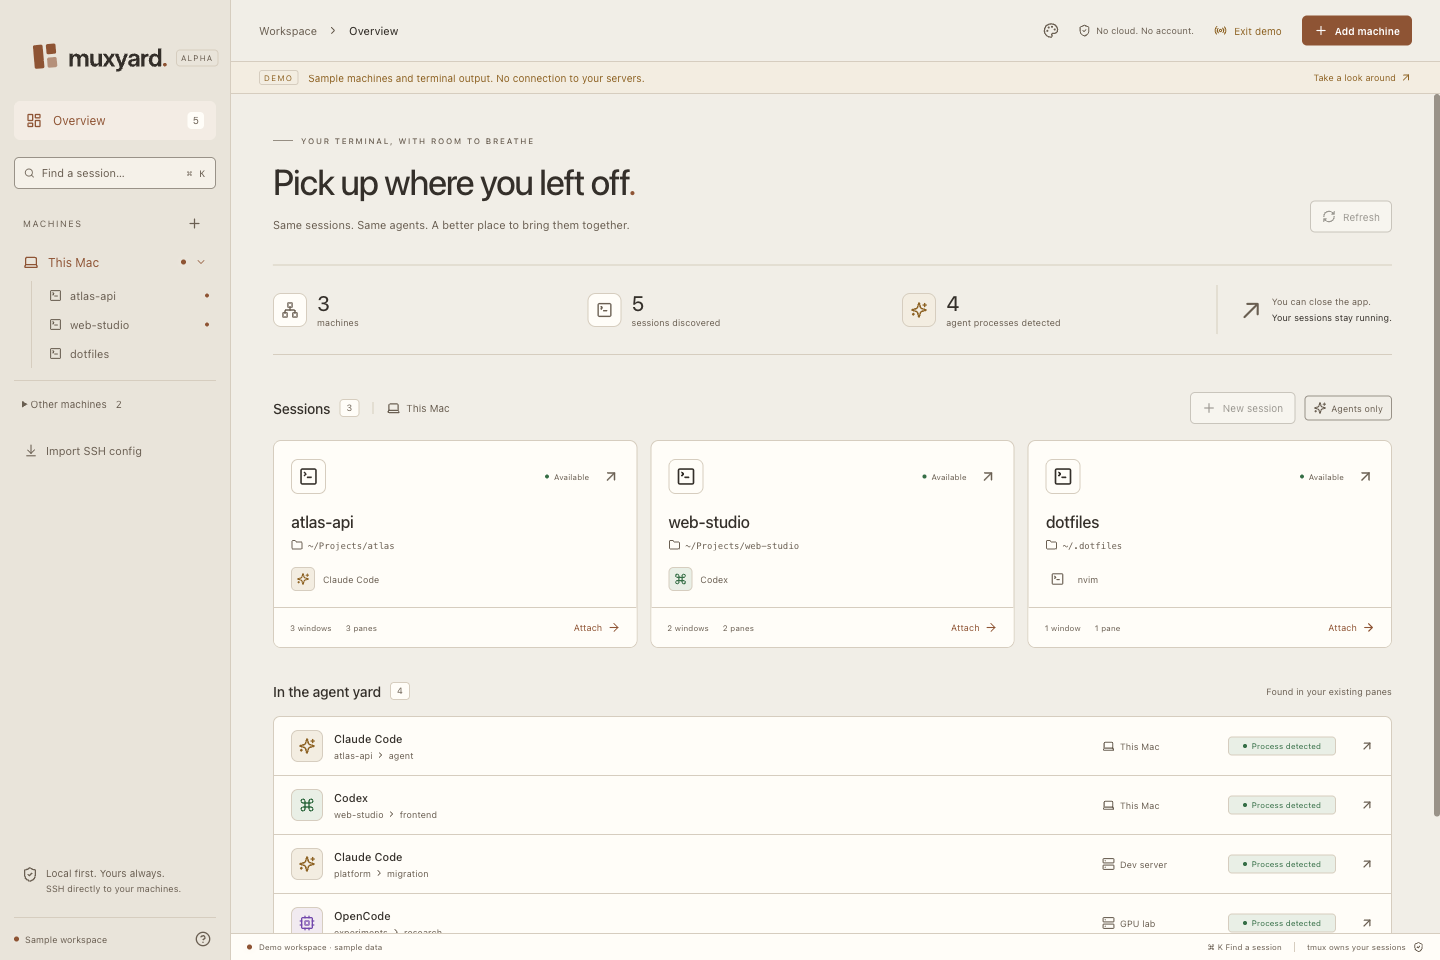 muxyard.
ALPHA
Overview
5
Find a session...
⌘ K
MACHINES
This Mac
atlas-api
web-studio
dotfiles
Other machines 2
Import SSH config
Local first. Yours always.
SSH directly to your machines.
Sample workspace
Workspace > Overview
No cloud. No account.
Exit demo
+ Add machine
DEMO
Sample machines and terminal output. No connection to your servers.
Take a look around
YOUR TERMINAL, WITH ROOM TO BREATHE
Pick up where you left off.
Same sessions. Same agents. A better place to bring them together.
Refresh
3
machines
5
sessions discovered
4
agent processes detected
You can close the app.
Your sessions stay running.
Sessions 3
This Mac
+ New session
Agents only
Available
atlas-api
~/Projects/atlas
Claude Code
3 windows 3 panes
Attach
Available
web-studio
~/Projects/web-studio
Codex
2 windows 2 panes
Attach
Available
dotfiles
~/.dotfiles
nvim
1 window 1 pane
Attach
In the agent yard 4
Found in your existing panes
Claude Code
atlas-api > agent
This Mac
Process detected
Codex
web-studio > frontend
This Mac
Process detected
Claude Code
platform > migration
Dev server
Process detected
OpenCode
experiments > research
GPU lab
Process detected
Demo workspace · sample data
⌘ K Find a session
tmux owns your sessions